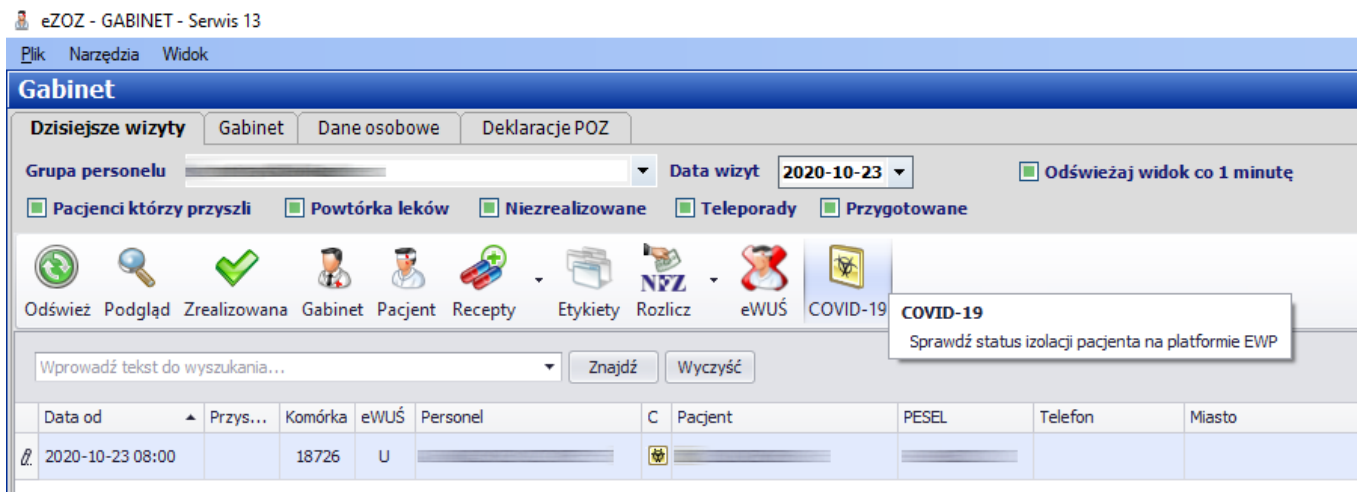 eZOZ - GABINET - Serwis 13
Plik Narzędzia Widok
Gabinet
Dzisiejsze wizyty Gabinet Dane osobowe Deklaracje POZ
Grupa personelu Data wizyt 2020-10-23 Odświeżaj widok co 1 minutę
Pacjenci którzy przyszli Powtórka leków Niezrealizowane Teleporady Przygotowane
NFZ
Odśwież Podgląd Zrealizowana Gabinet Pacjent Recepty Etykiety Rozlicz eWUŚ COVID-19
COVID-19
Sprawdź status izolacji pacjenta na platformie EWP
Wprowadź tekst do wyszukania... Znajdź Wyczyść
Data od Przys... Komórka eWUŚ Personel C Pacjent PESEL Telefon Miasto
2020-10-23 08:00 18726 U